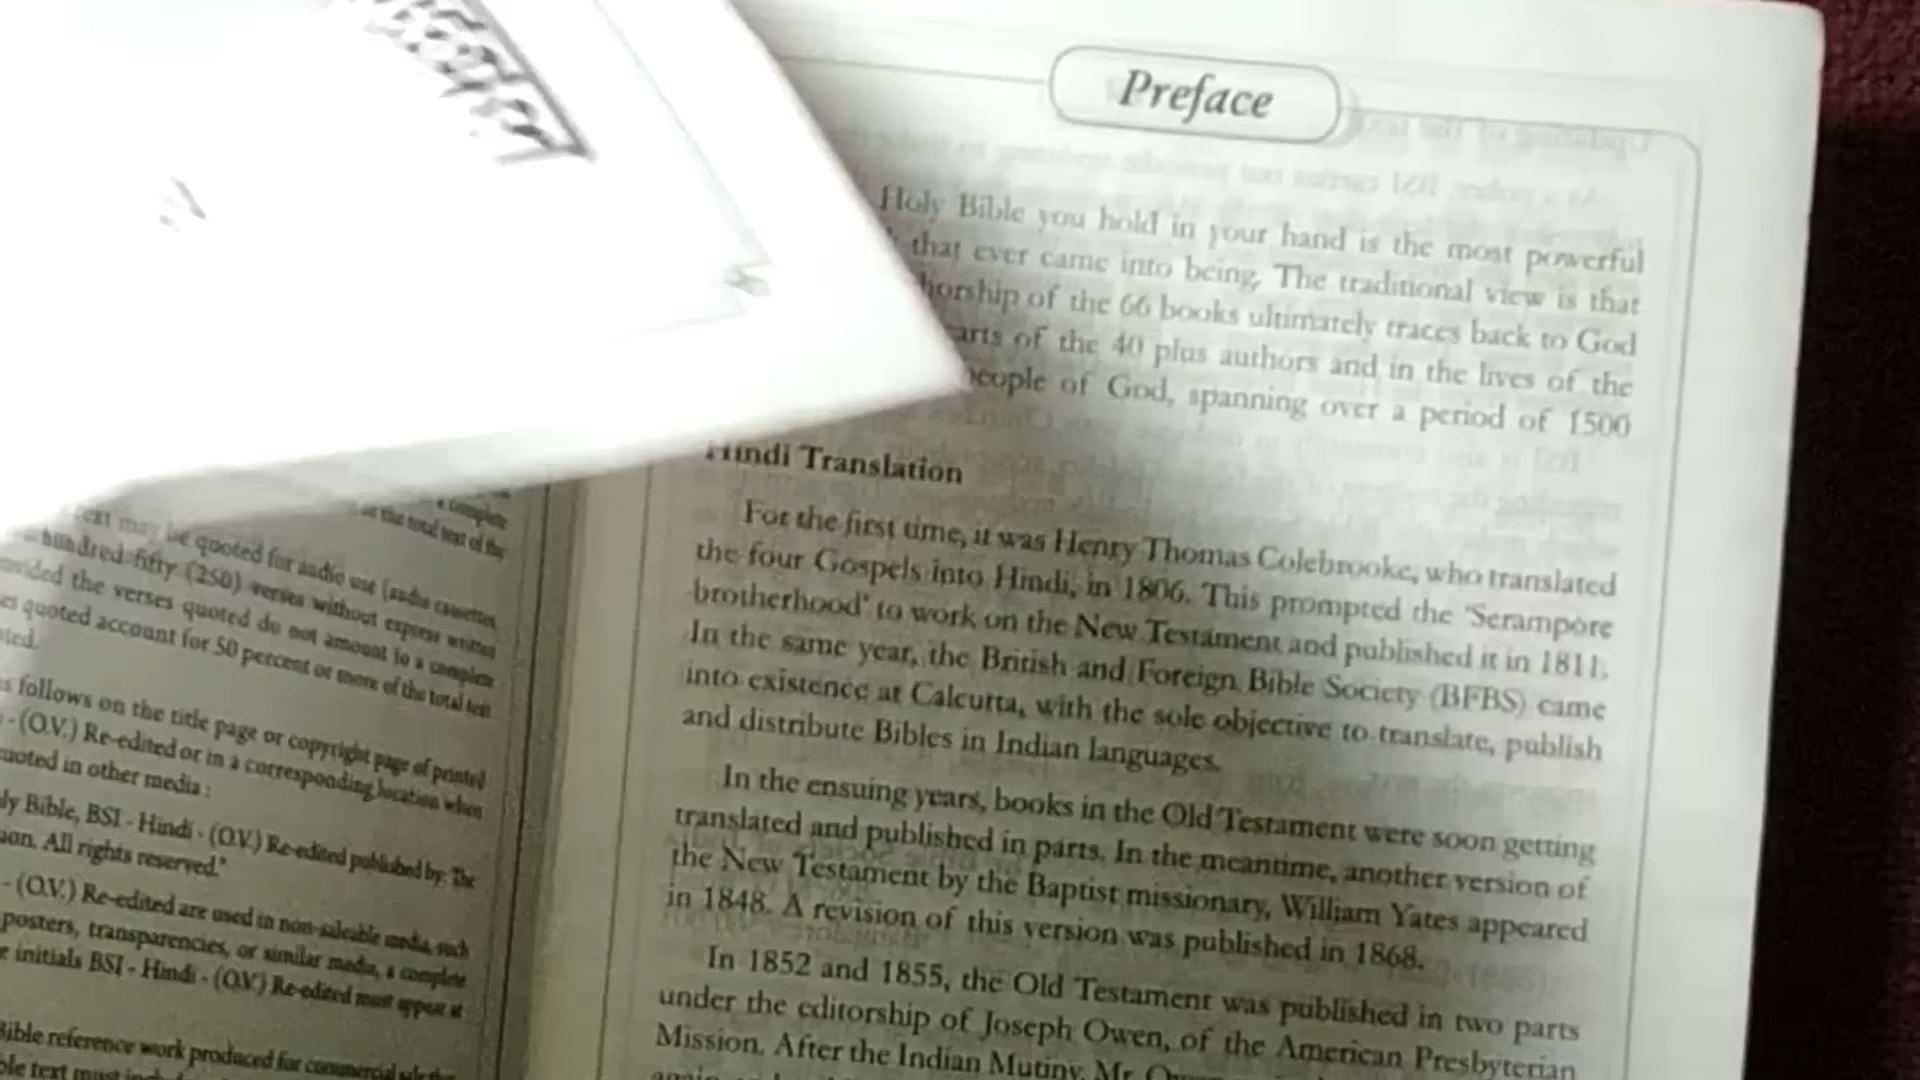 Preface
Holy Bible you hold in your hand is the most powerful
that ever came into being, The traditional view is that
of the 66 books ultimately traces back to God
of the 40 plus authors and in the lives of the
people of God, spanning over a period of 1500
Hindi Translation
For the first time, it was Henry Thomas Colebrooke, who translated
the four Gospels into Hindi, in 1806. This prompted the 'Serampore
brotherhood' to work on the New Testament and published it in 1811.
In the same year, the British and Foreign Bible Society (BFBS) came
into existence at Calcutta, with the sole objective to translate, publish
and distribute Bibles in Indian languages.
In the ensuing years, books in the Old Testament were soon getting
translated and published in parts. In the meantime, another version of
the New Testament by the Baptist missionary, William Yates appeared
in 1848. A revision of this version was published in 1868.
In 1852 and 1855, the Old Testament was published in two parts
under the editorship of Joseph Owen, of the American Presbyterian
Mission. After the Indian Mutiny, Mr.
a complete
the total text of the
may be quoted for audio use (audio cassettes,
hundred-fifty (250) verses without express written
the verses quoted do not amount to a complete
quoted account for 50 percent or more of the total text
follows on the title page or copyright page of printed
- (O.V.) Re-edited or in a corresponding location when
in other media :
Bible, BSI - Hindi - (O.V.) Re-edited published by: The
All rights reserved."
- (O.V.) Re-edited are used in non-saleable media, such
posters, transparencies, or similar media, a complete
initials BSI - Hindi - (O.V.) Re-edited must appear at
Bible reference work produced for commercial sale that
text must